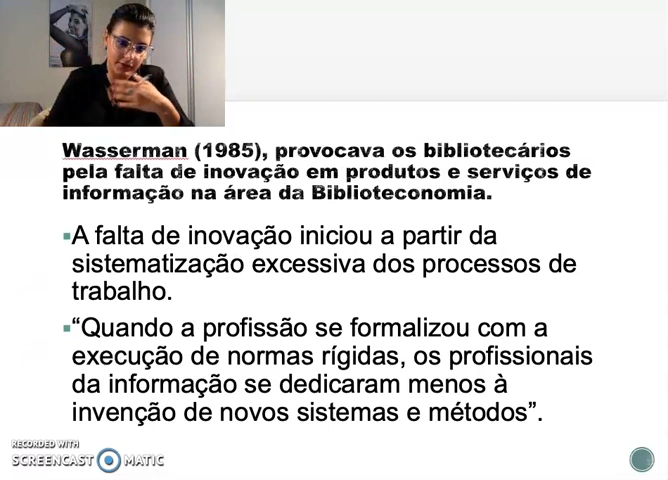 Wasserman (1985), provocava os bibliotecários
pela falta de inovação em produtos e serviços de
informação na área da Biblioteconomia.
▪A falta de inovação iniciou a partir da
sistematização excessiva dos processos de
trabalho.
▪“Quando a profissão se formalizou com a
execução de normas rígidas, os profissionais
da informação se dedicaram menos à
invenção de novos sistemas e métodos”.
RECORDED WITH
SCREENCAST MATIC